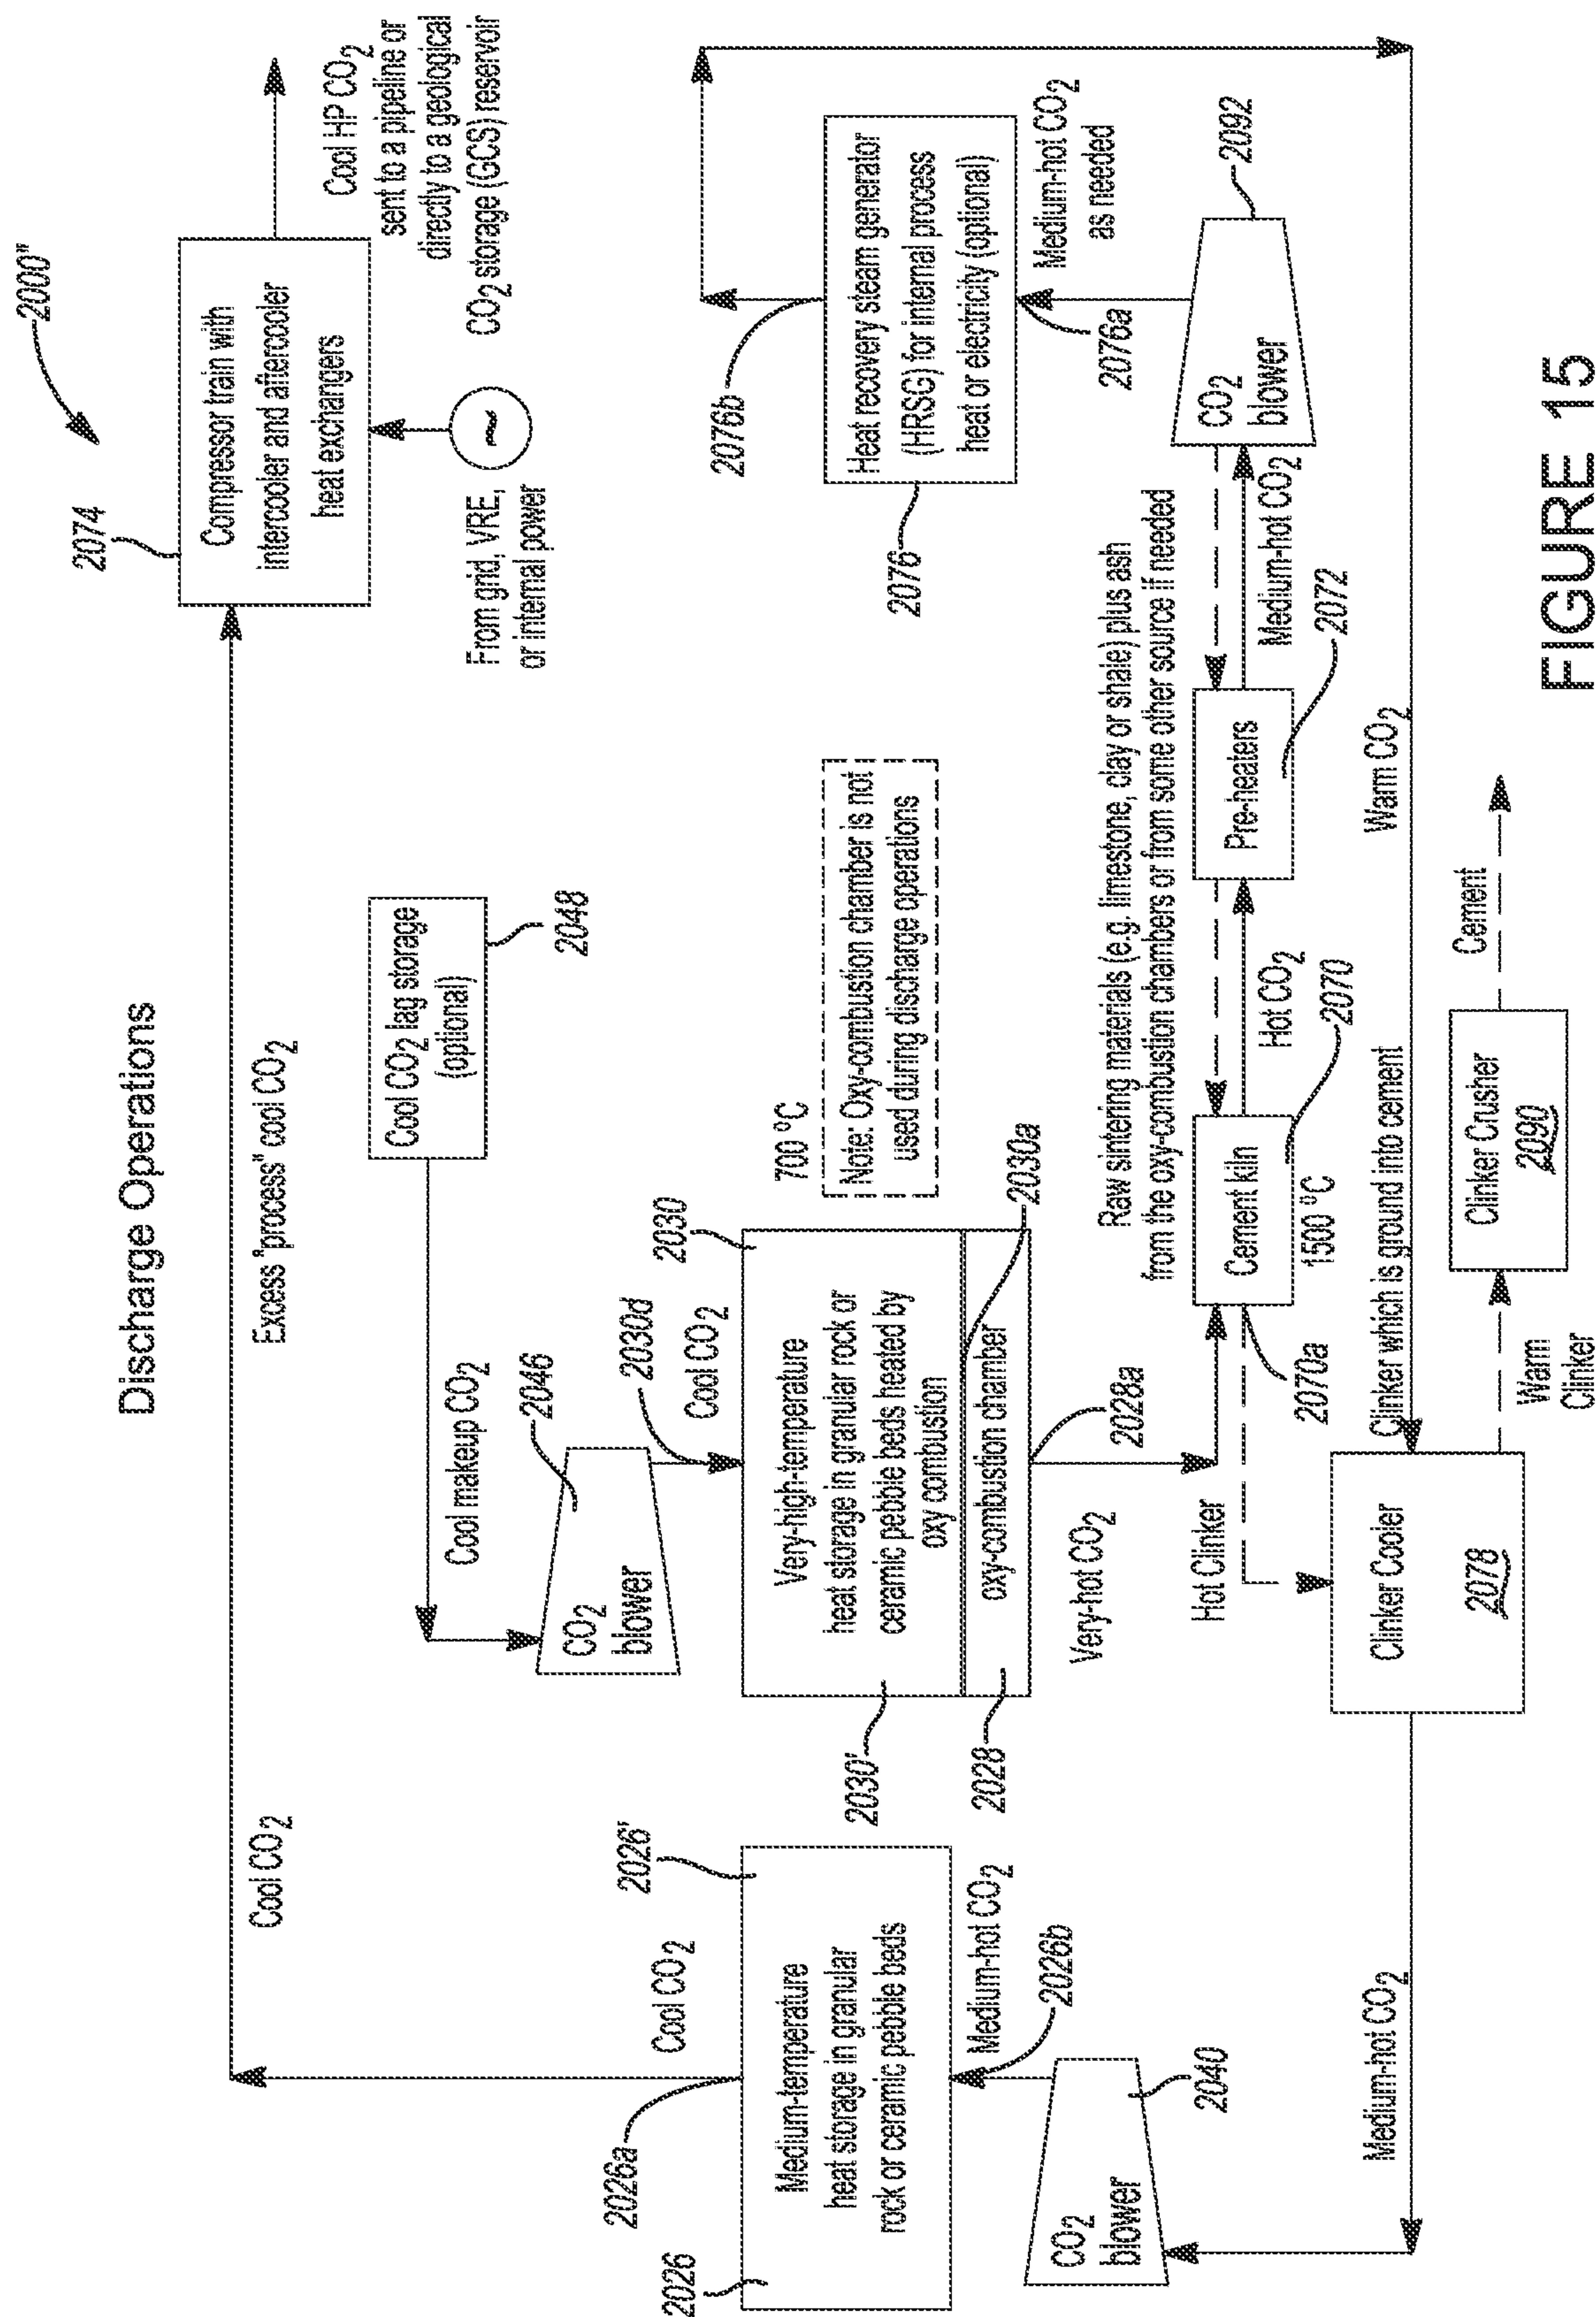 Discharge Operations
2000"
Cool CO2
Excess "process" cool CO2
2074
Compressor train with
intercooler and aftercooler
heat exchangers
Cool HP CO2
sent to a pipeline or
directly to a geological
CO2 storage (GCS) reservoir
~
From grid, VRE,
or internal power
Cool CO2 lag storage
(optional)
2048
Cool makeup CO2
2046
CO2
blower
2030d
Cool CO2
2030
Very-high-temperature
heat storage in granular rock or
ceramic pebble beds heated by
oxy combustion
oxy-combustion chamber
2030'
2028
2030a
2028a
Very-hot CO2
700 °C
Note: Oxy-combustion chamber is not
used during discharge operations
2026a
Cool CO2
2026'
2026
Medium-temperature
heat storage in granular
rock or ceramic pebble beds
Medium-hot CO2
2026b
CO2
blower
2040
Medium-hot CO2
2076b
Heat recovery steam generator
(HRSG) for internal process
heat or electricity (optional)
2076
2076a
Medium-hot CO2
as needed
CO2
blower
2092
Raw sintering materials (e.g. limestone, clay or shale) plus ash
from the oxy-combustion chambers or from some other source if needed
Medium-hot CO2
Pre-heaters
2072
Hot CO2
Cement kiln
2070
1500 °C
2070a
Hot Clinker
Warm CO2
Clinker which is ground into cement
Clinker Cooler
2078
Warm
Clinker
Clinker Crusher
2090
Cement
FIGURE 15